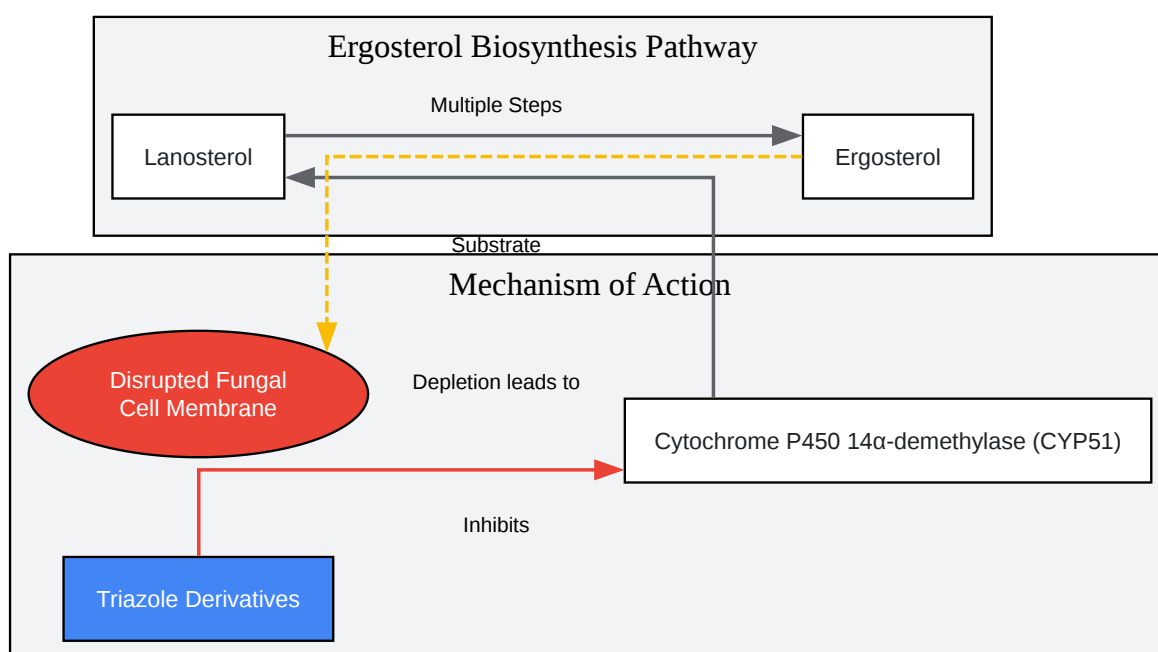 Ergosterol Biosynthesis Pathway
Multiple Steps
Lanosterol
Ergosterol
Substrate
Mechanism of Action
Disrupted Fungal
Cell Membrane
Depletion leads to
Cytochrome P450 14α-demethylase (CYP51)
Inhibits
Triazole Derivatives